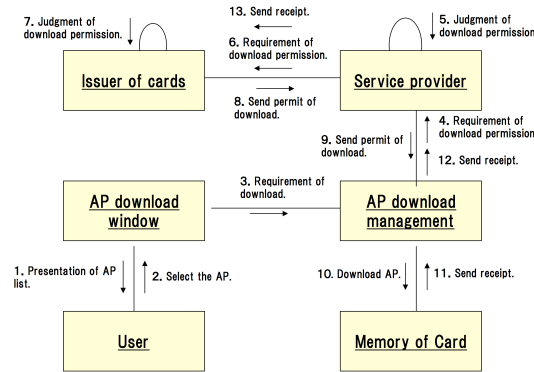 13. Send receipt.
7. Judgment of
download permission.
5. Judgment of
download permission
6. Requirement of
download permission.
Issuer of cards
Service provider
8. Send permit of
download.
4. Requirement of
download permission
9. Send permit of
download.
12. Send receipt.
3. Requirement of
download.
AP download
window
AP download
management
1. Presentation of AP
list.
2. Select the AP.
10. Download AP.
11. Send receipt.
User
Memory of Card